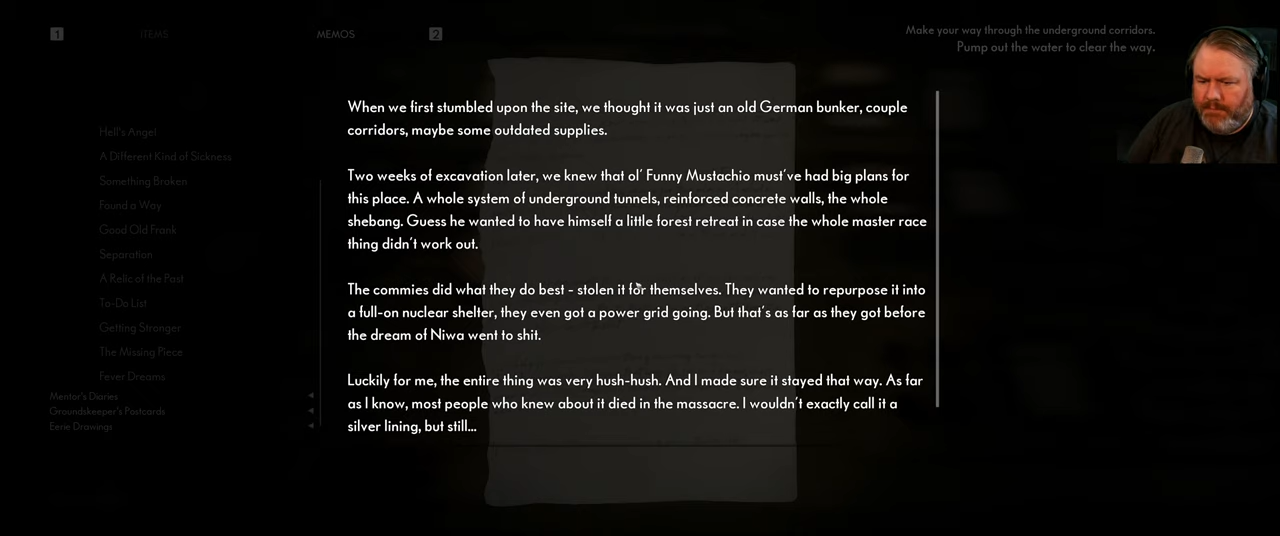 1
ITEMS
MEMOS
2
Make your way through the underground corridors.
Pump out the water to clear the way.
Hell's Angel
A Different Kind of Sickness
Something Broken
Found a Way
Good Old Frank
Separation
A Relic of the Past
To-Do List
Getting Stronger
The Missing Piece
Fever Dreams
Mentor's Diaries
Groundskeeper's Postcards
Eerie Drawings
When we first stumbled upon the site, we thought it was just an old German bunker, couple
corridors, maybe some outdated supplies.
Two weeks of excavation later, we knew that ol' Funny Mustachio must've had big plans for
this place. A whole system of underground tunnels, reinforced concrete walls, the whole
shebang. Guess he wanted to have himself a little forest retreat in case the whole master race
thing didn't work out.
The commies did what they do best - stolen it for themselves. They wanted to repurpose it into
a full-on nuclear shelter, they even got a power grid going. But that's as far as they got before
the dream of Niwa went to shit.
Luckily for me, the entire thing was very hush-hush. And I made sure it stayed that way. As far
as I know, most people who knew about it died in the massacre. I wouldn't exactly call it a
silver lining, but still...